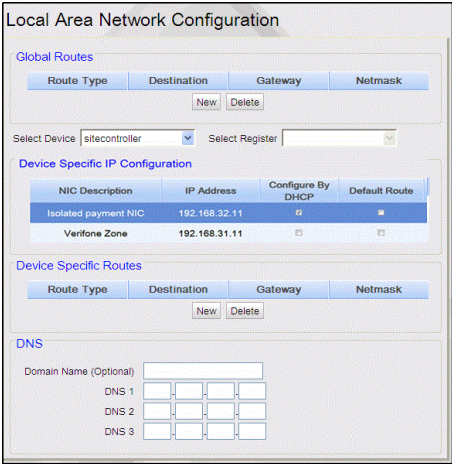 Local Area Network Configuration
Global Routes
Route Type Destination Gateway Netmask
New Delete
Select Device sitecontroller Select Register
Device Specific IP Configuration
NIC Description IP Address Configure By DHCP Default Route
Isolated payment NIC 192.168.32.11
Verifone Zone 192.168.31.11
Device Specific Routes
Route Type Destination Gateway Netmask
New Delete
DNS
Domain Name (Optional)
DNS 1 . . .
DNS 2 . . .
DNS 3 . . .